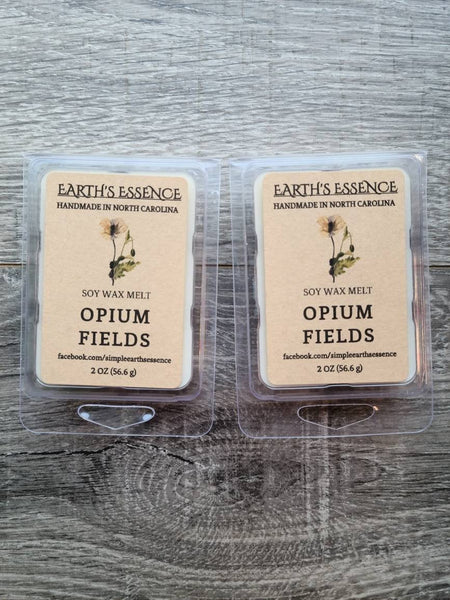 EARTH'S ESSENCE
HANDMADE IN NORTH CAROLINA
SOY WAX MELT
OPIUM
FIELDS
facebook.com/simpleearthsessence
2 OZ (56.6 g)
EARTH'S ESSENCE
HANDMADE IN NORTH CAROLINA
SOY WAX MELT
OPIUM
FIELDS
facebook.com/simpleearthsessence
2 OZ (56.6 g)